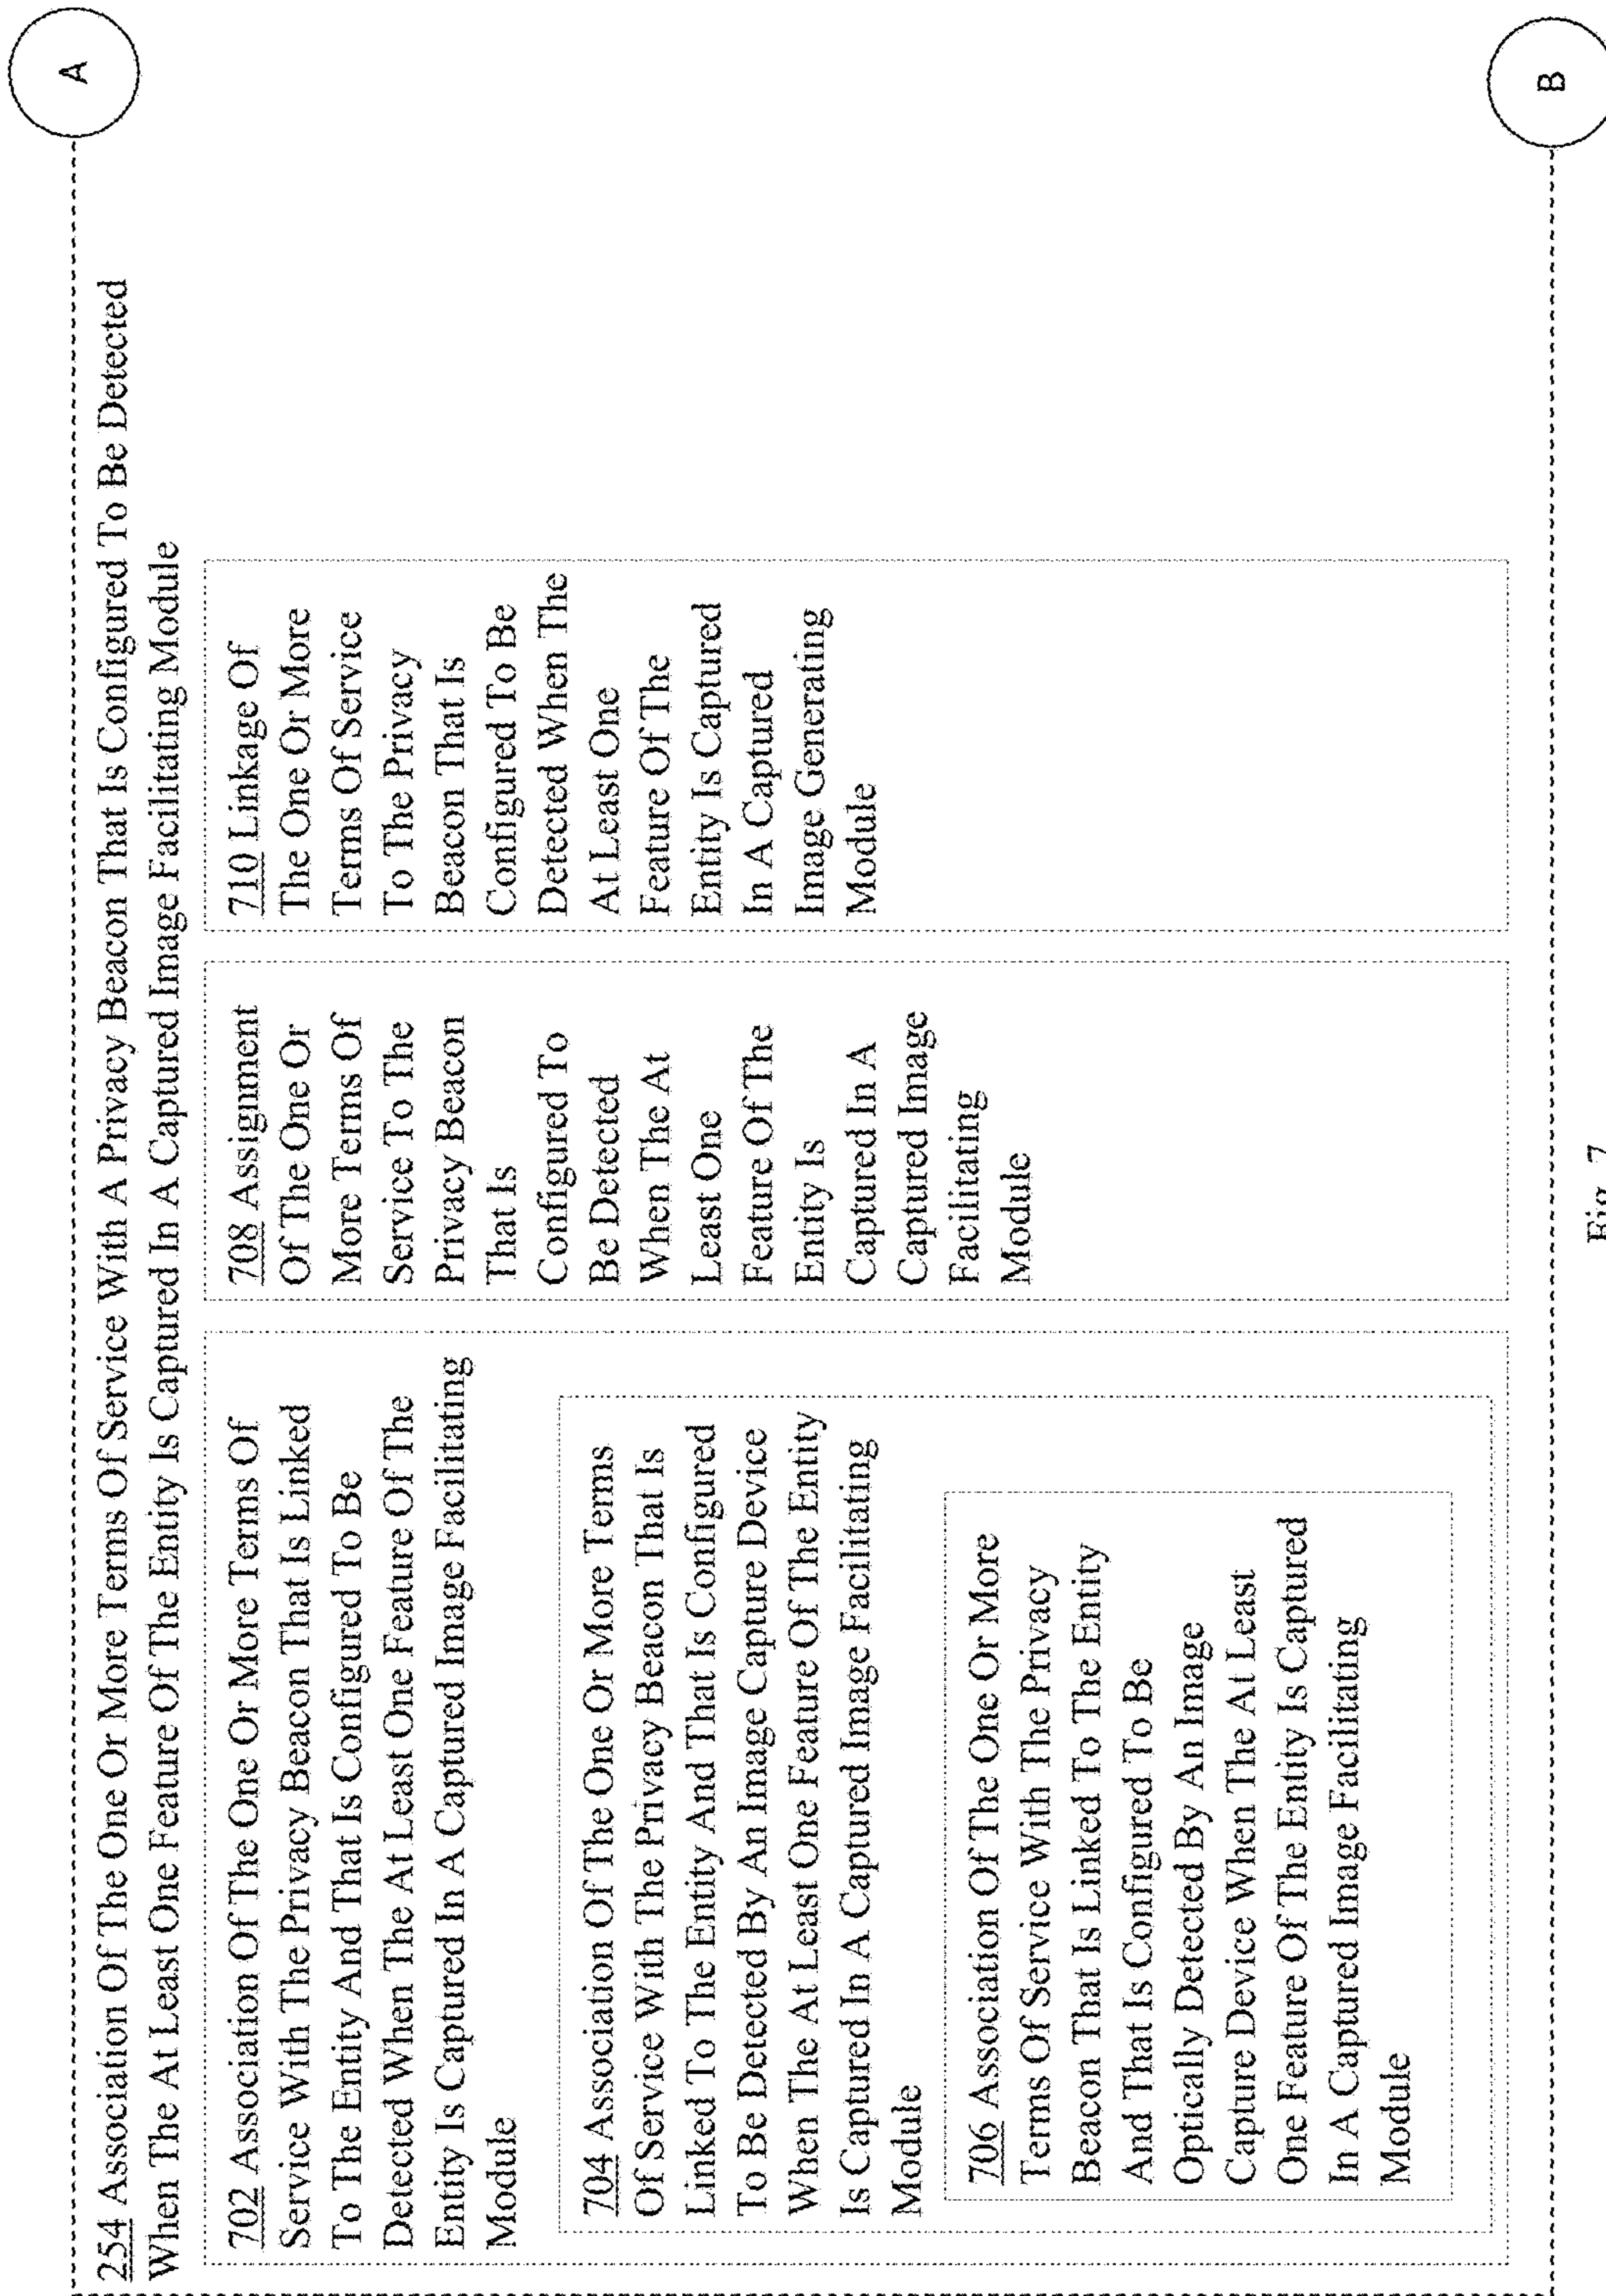 254 Association Of The One Or More Terms Of Service With A Privacy Beacon That Is Configured To Be Detected
When The At Least One Feature Of The Entity Is Captured In A Captured Image Facilitating Module
702 Association Of The One Or More Terms Of
Service With The Privacy Beacon That Is Linked
To The Entity And That Is Configured To Be
Detected When The At Least One Feature Of The
Entity Is Captured In A Captured Image Facilitating
Module
704 Association Of The One Or More Terms
Of Service With The Privacy Beacon That Is
Linked To The Entity And That Is Configured
To Be Detected By An Image Capture Device
When The At Least One Feature Of The Entity
Is Captured In A Captured Image Facilitating
Module
706 Association Of The One Or More
Terms Of Service With The Privacy
Beacon That Is Linked To The Entity
And That Is Configured To Be
Optically Detected By An Image
Capture Device When The At Least
One Feature Of The Entity Is Captured
In A Captured Image Facilitating
Module
708 Assignment
Of The One Or
More Terms Of
Service To The
Privacy Beacon
That Is
Configured To
Be Detected
When The At
Least One
Feature Of The
Entity Is
Captured In A
Captured Image
Facilitating
Module
710 Linkage Of
The One Or More
Terms Of Service
To The Privacy
Beacon That Is
Configured To Be
Detected When The
At Least One
Feature Of The
Entity Is Captured
In A Captured
Image Generating
Module
A
B
Fig. 7